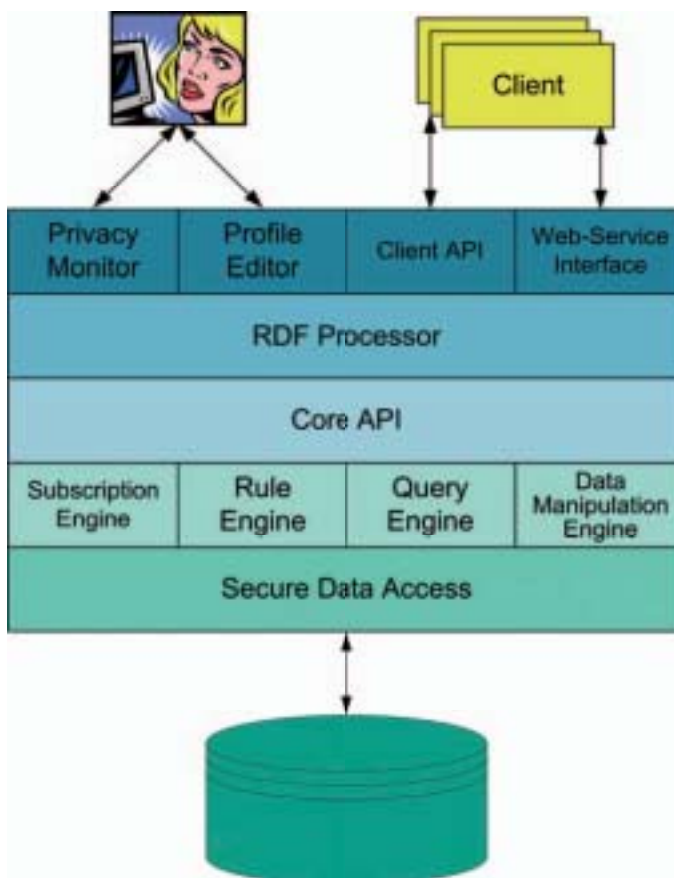 Client
Privacy
Monitor
Profile
Editor
Client API
Web-Service
Interface
RDF Processor
Core API
Subscription
Engine
Rule
Engine
Query
Engine
Data
Manipulation
Engine
Secure Data Access